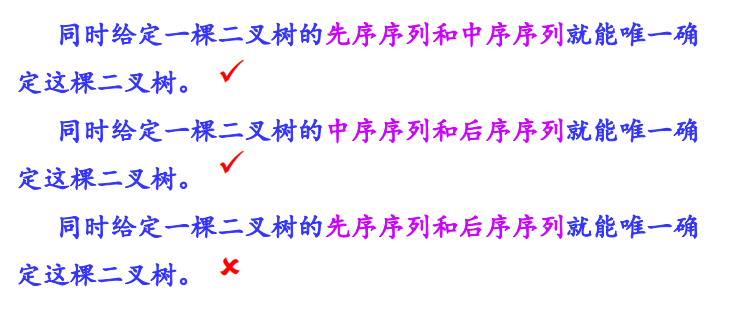 同时给定一棵二叉树的先序序列和中序序列就能唯一确
定这棵二叉树。 ✓
同时给定一棵二叉树的中序序列和后序序列就能唯一确
定这棵二叉树。 ✓
同时给定一棵二叉树的先序序列和后序序列就能唯一确
定这棵二叉树。 ✘